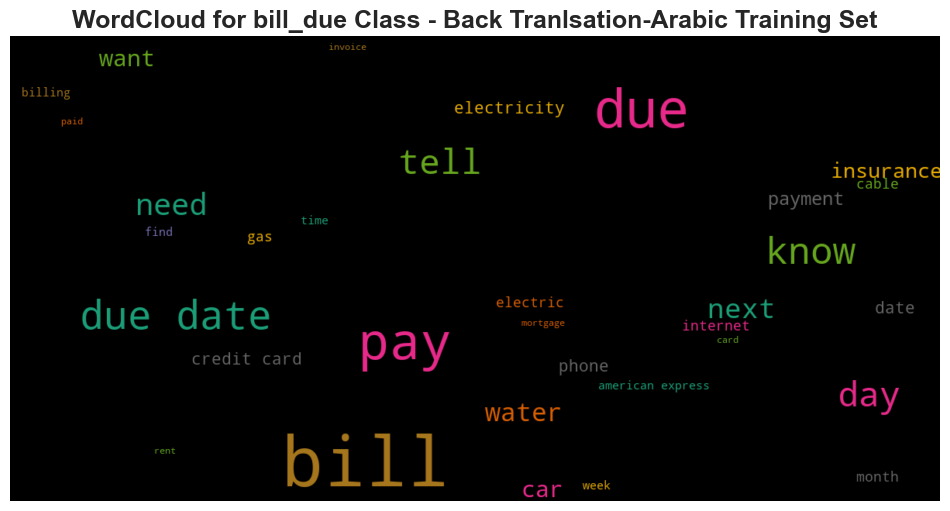 WordCloud for bill_due Class - Back Tranlsation-Arabic Training Set
invoice
want
billing
electricity
due
paid
tell
insurance
cable
need
payment
time
find
gas
know
due date
electric
next
date
mortgage
internet
pay
card
credit card
phone
american express
day
water
rent
bill
month
car
week